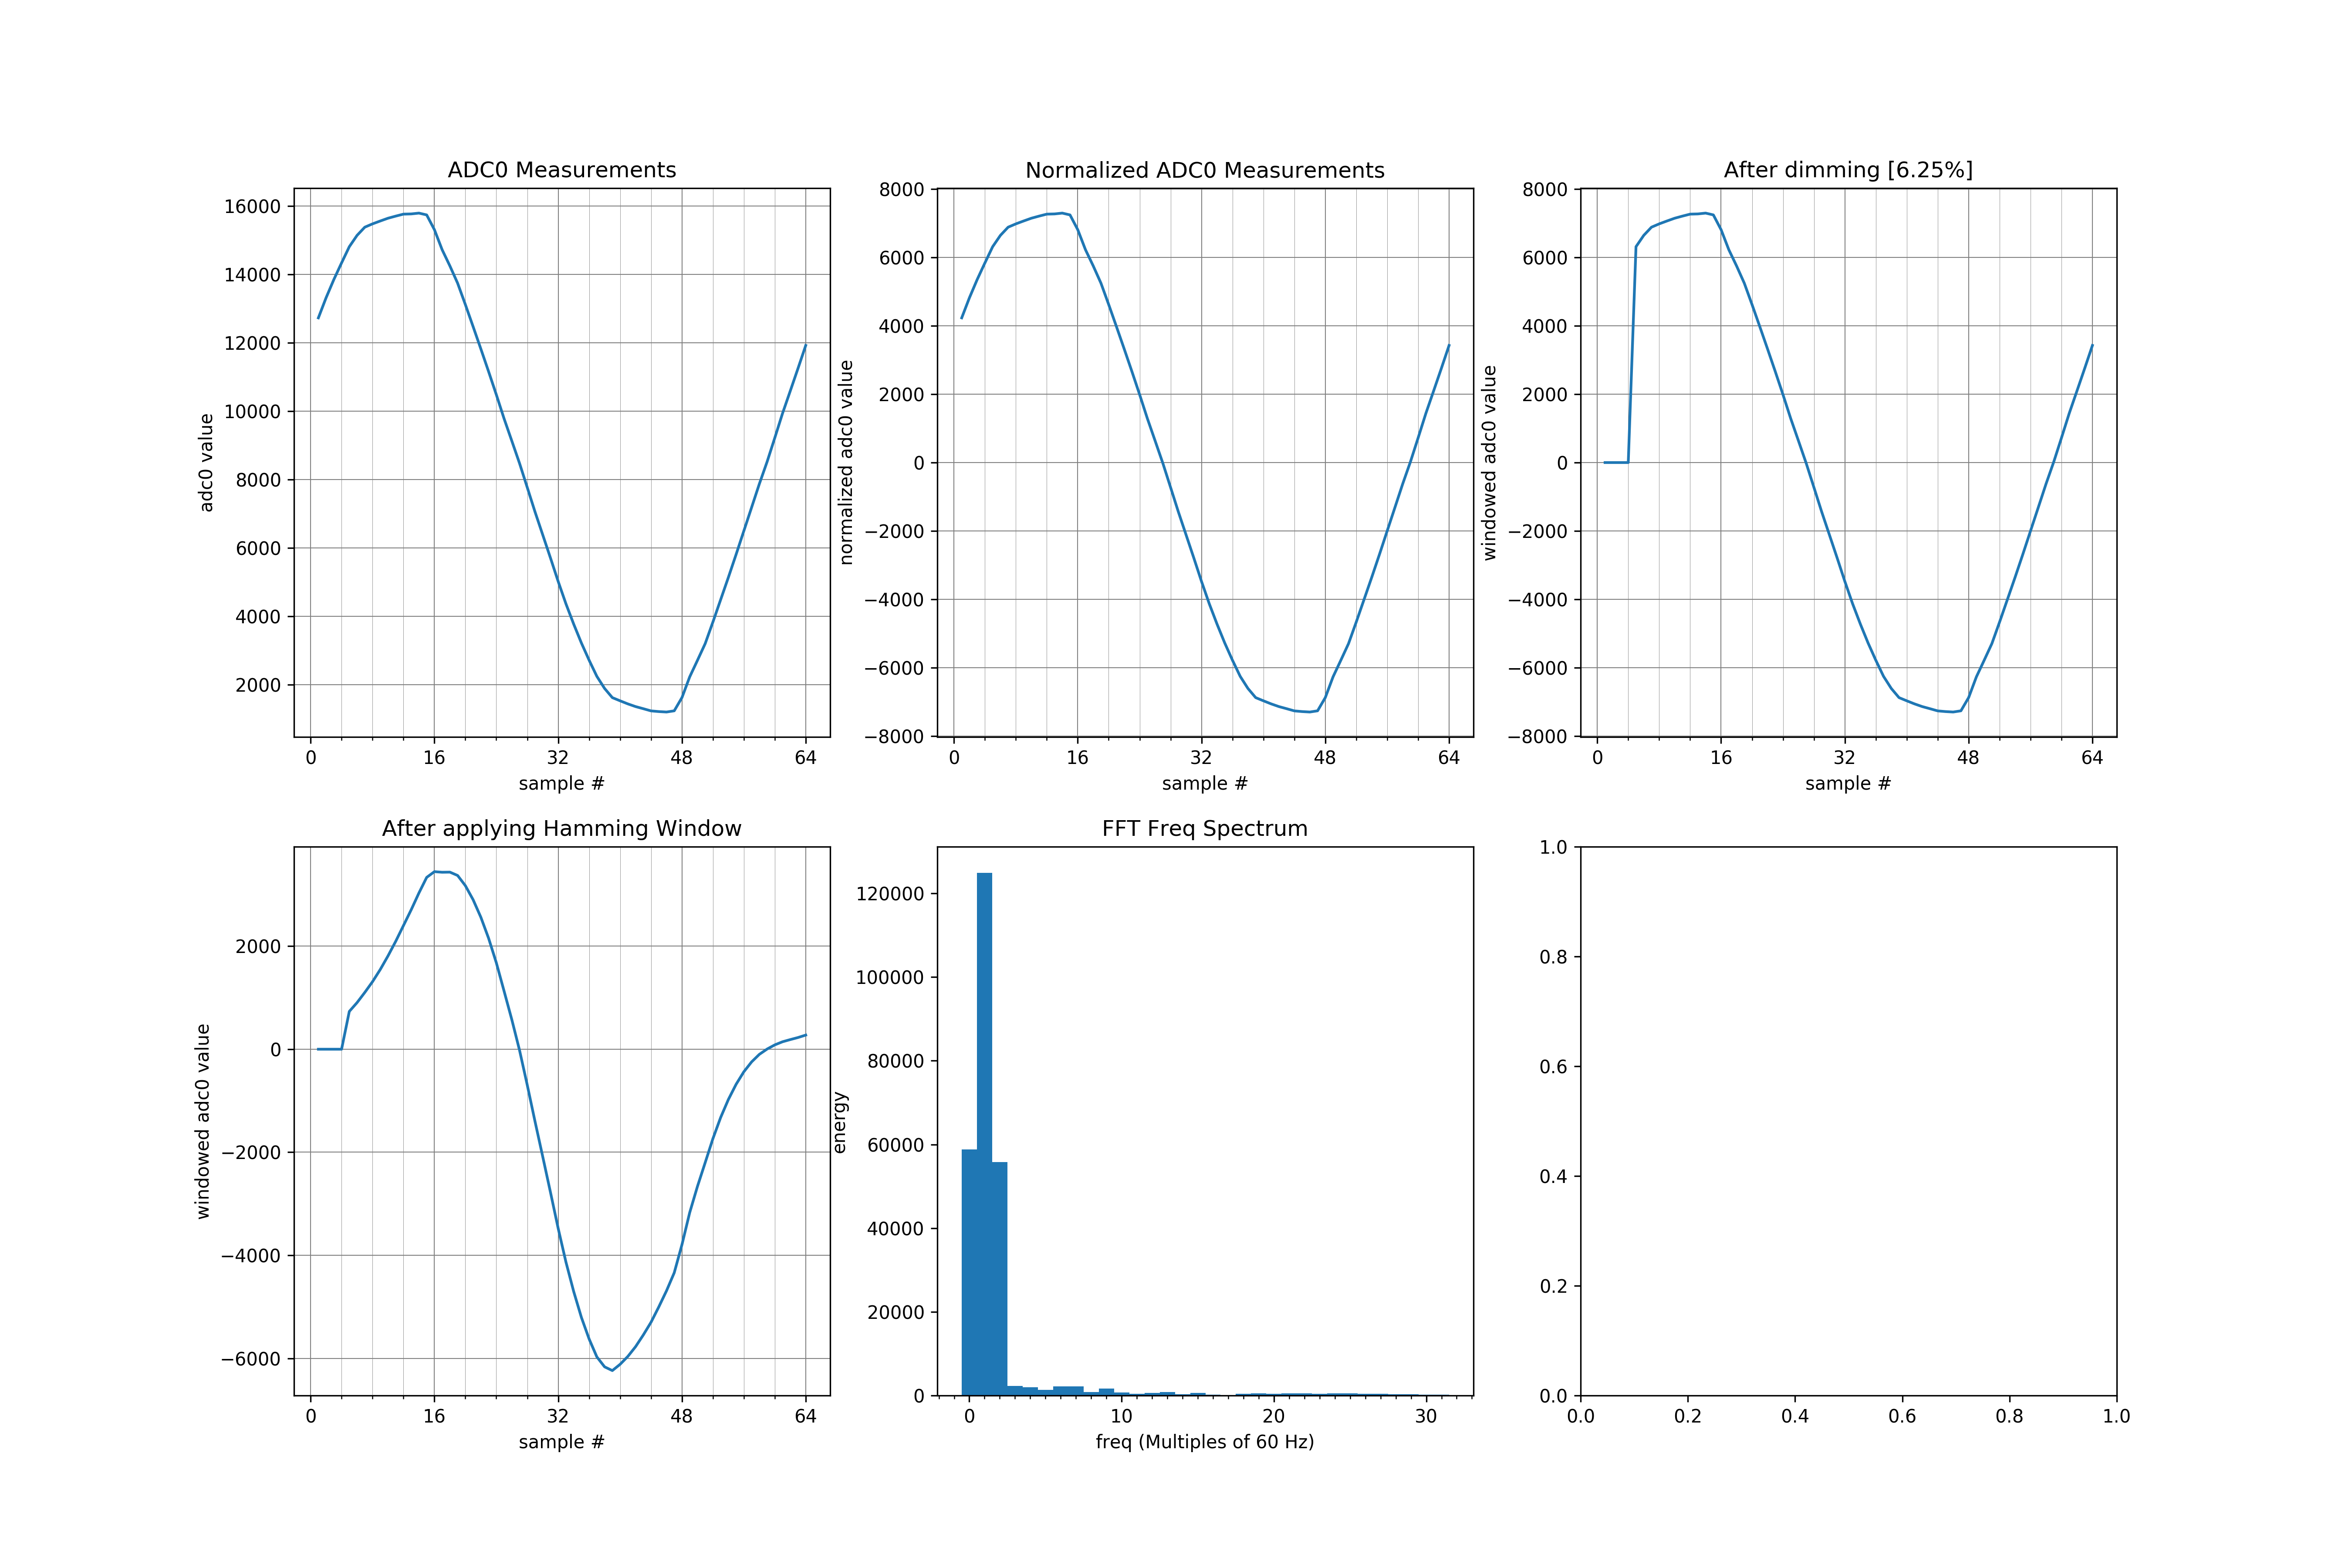 ADC0 Measurements
16000
14000
12000
10000
8000
6000
4000
2000
adc0 value
0 16 32 48 64
sample #
Normalized ADC0 Measurements
8000
6000
4000
2000
0
−2000
−4000
−6000
−8000
normalized adc0 value
0 16 32 48 64
sample #
After dimming [6.25%]
8000
6000
4000
2000
0
−2000
−4000
−6000
−8000
windowed adc0 value
0 16 32 48 64
sample #
After applying Hamming Window
2000
0
−2000
−4000
−6000
windowed adc0 value
0 16 32 48 64
sample #
FFT Freq Spectrum
120000
100000
80000
60000
40000
20000
0
energy
0 10 20 30
freq (Multiples of 60 Hz)
1.0
0.8
0.6
0.4
0.2
0.0
0.0 0.2 0.4 0.6 0.8 1.0